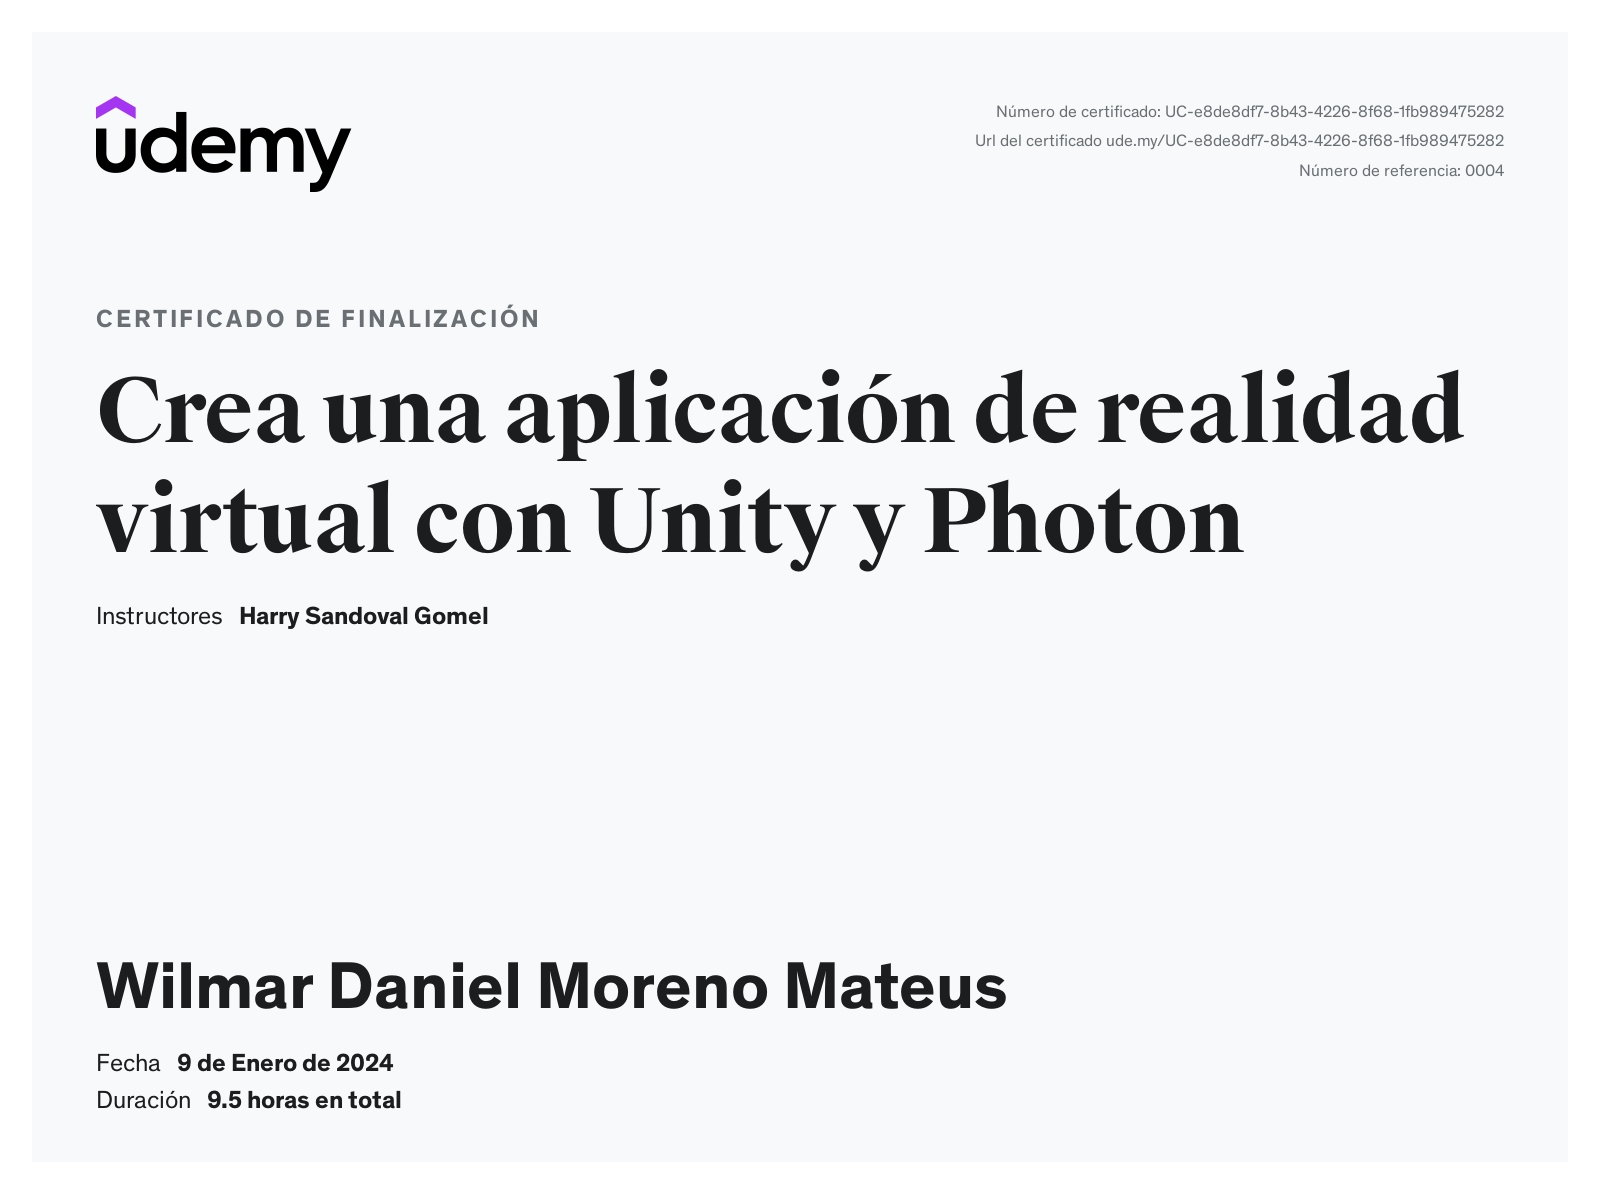 udemy
Número de certificado: UC-e8de8df7-8b43-4226-8f68-1fb989475282
Url del certificado ude.my/UC-e8de8df7-8b43-4226-8f68-1fb989475282
Número de referencia: 0004
CERTIFICADO DE FINALIZACIÓN
Crea una aplicación de realidad
virtual con Unity y Photon
Instructores Harry Sandoval Gomel
Wilmar Daniel Moreno Mateus
Fecha 9 de Enero de 2024
Duración 9.5 horas en total